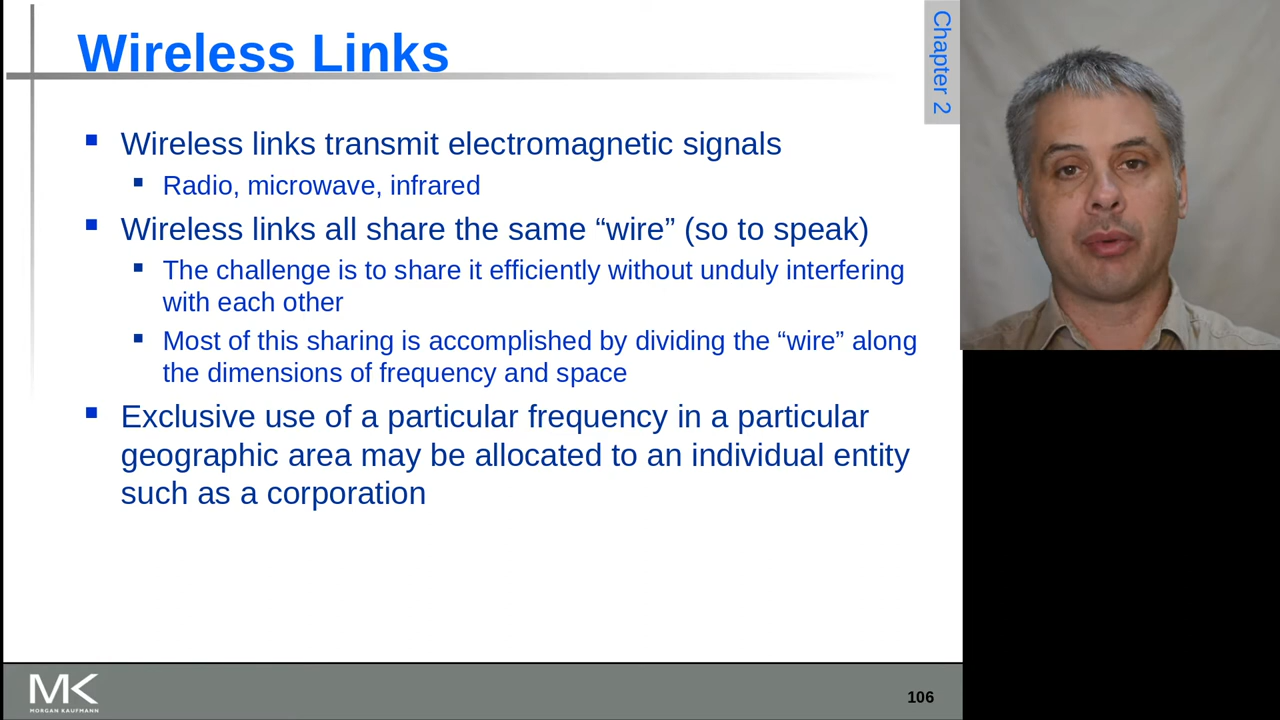 Wireless Links
Chapter 2
Wireless links transmit electromagnetic signals
Radio, microwave, infrared
Wireless links all share the same “wire” (so to speak)
The challenge is to share it efficiently without unduly interfering
with each other
Most of this sharing is accomplished by dividing the “wire” along
the dimensions of frequency and space
Exclusive use of a particular frequency in a particular
geographic area may be allocated to an individual entity
such as a corporation
MK
MORGAN KAUFMANN
106